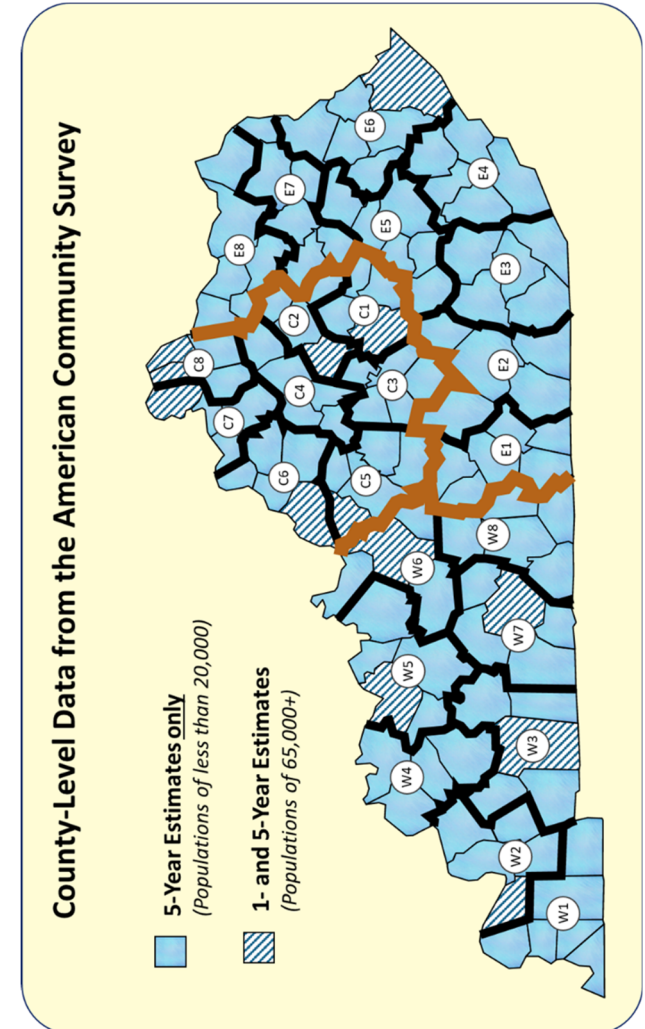 County-Level Data from the American Community Survey
5-Year Estimates only
(Populations of less than 20,000)
1- and 5-Year Estimates
(Populations of 65,000+)
W1
W2
W3
W4
W5
W6
W7
W8
C1
C2
C3
C4
C5
C6
C7
C8
E1
E2
E3
E4
E5
E6
E7
E8